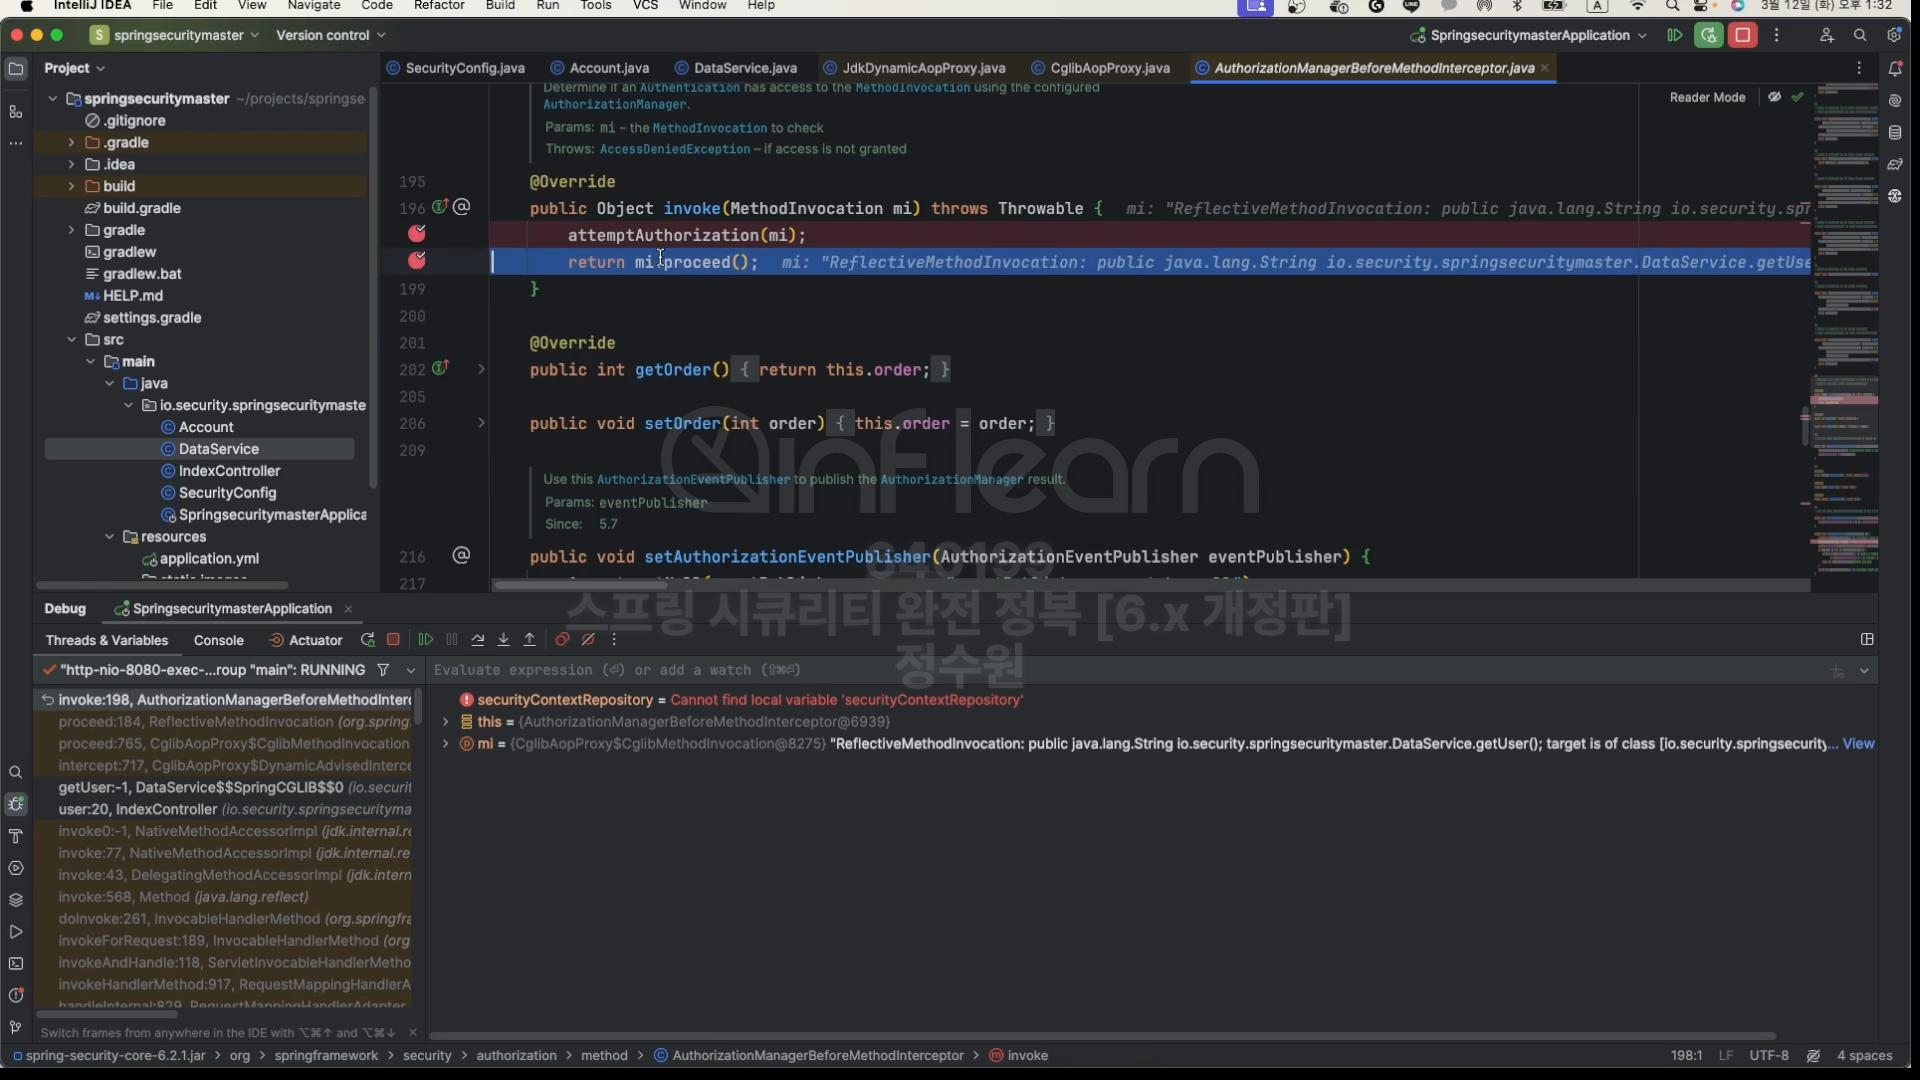 IntelliJ IDEA File Edit View Navigate Code Refactor Build Run Tools VCS Window Help A 3월 12일 (화) 오후 1:32
S springsecuritymaster Version control SpringsecuritymasterApplication
Project SecurityConfig.java Account.java DataService.java JdkDynamicAopProxy.java CglibAopProxy.java AuthorizationManagerBeforeMethodInterceptor.java
springsecuritymaster ~/projects/springse
.gitignore
.gradle
.idea
build
build.gradle
gradle
gradlew
gradlew.bat
HELP.md
settings.gradle
src
main
java
io.security.springsecuritymaste
Account
DataService
IndexController
SecurityConfig
SpringsecuritymasterApplica
resources
application.yml
Reader Mode
Determine if an Authentication has access to the MethodInvocation using the configured
AuthorizationManager.
Params: mi – the MethodInvocation to check
Throws: AccessDeniedException – if access is not granted
195 @Override
196 public Object invoke(MethodInvocation mi) throws Throwable { mi: "ReflectiveMethodInvocation: public java.lang.String io.security.spr
attemptAuthorization(mi);
return mi.proceed(); mi: "ReflectiveMethodInvocation: public java.lang.String io.security.springsecuritymaster.DataService.getUse
199 }
200
201 @Override
202 public int getOrder() { return this.order; }
205
206 public void setOrder(int order) { this.order = order; }
209
Use this AuthorizationEventPublisher to publish the AuthorizationManager result.
Params: eventPublisher
Since: 5.7
216 public void setAuthorizationEventPublisher(AuthorizationEventPublisher eventPublisher) {
217
inflearn
스프링 시큐리티 완전 정복 [6.x 개정판]
정수원
Debug SpringsecuritymasterApplication
Threads & Variables Console Actuator
"http-nio-8080-exec-...roup "main": RUNNING
Evaluate expression (⏎) or add a watch (⇧⌘⏎)
invoke:198, AuthorizationManagerBeforeMethodInterc
proceed:184, ReflectiveMethodInvocation (org.spring
proceed:765, CglibAopProxy$CglibMethodInvocation
intercept:717, CglibAopProxy$DynamicAdvisedInterce
getUser:-1, DataService$$SpringCGLIB$$0 (io.securi
user:20, IndexController (io.security.springsecurityma
invoke0:-1, NativeMethodAccessorImpl (jdk.internal.re
invoke:77, NativeMethodAccessorImpl (jdk.internal.re
invoke:43, DelegatingMethodAccessorImpl (jdk.intern
invoke:568, Method (java.lang.reflect)
doInvoke:261, InvocableHandlerMethod (org.springfra
invokeForRequest:189, InvocableHandlerMethod (org
invokeAndHandle:118, ServletInvocableHandlerMetho
invokeHandlerMethod:917, RequestMappingHandlerA
handleInternal:829, RequestMappingHandlerAdapter
securityContextRepository = Cannot find local variable 'securityContextRepository'
this = {AuthorizationManagerBeforeMethodInterceptor@6939}
mi = {CglibAopProxy$CglibMethodInvocation@8275} "ReflectiveMethodInvocation: public java.lang.String io.security.springsecuritymaster.DataService.getUser(); target is of class [io.security.springsecurity... View
Switch frames from anywhere in the IDE with ⌥⌘↑ and ⌥⌘↓
spring-security-core-6.2.1.jar > org > springframework > security > authorization > method > AuthorizationManagerBeforeMethodInterceptor > invoke 198:1 LF UTF-8 4 spaces